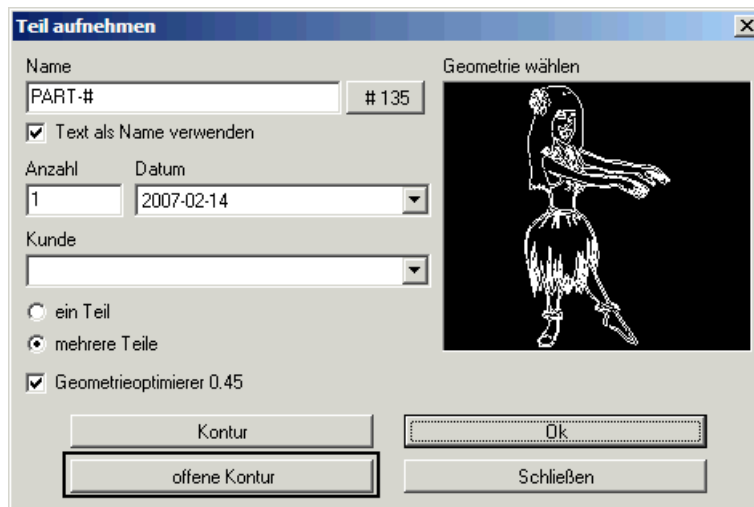 Teil aufnehmen
Name
PART-#
# 135
Text als Name verwenden
Anzahl
Datum
1
2007-02-14
Kunde
ein Teil
mehrere Teile
Geometrieoptimierer 0.45
Geometrie wählen
Kontur
Ok
offene Kontur
Schließen